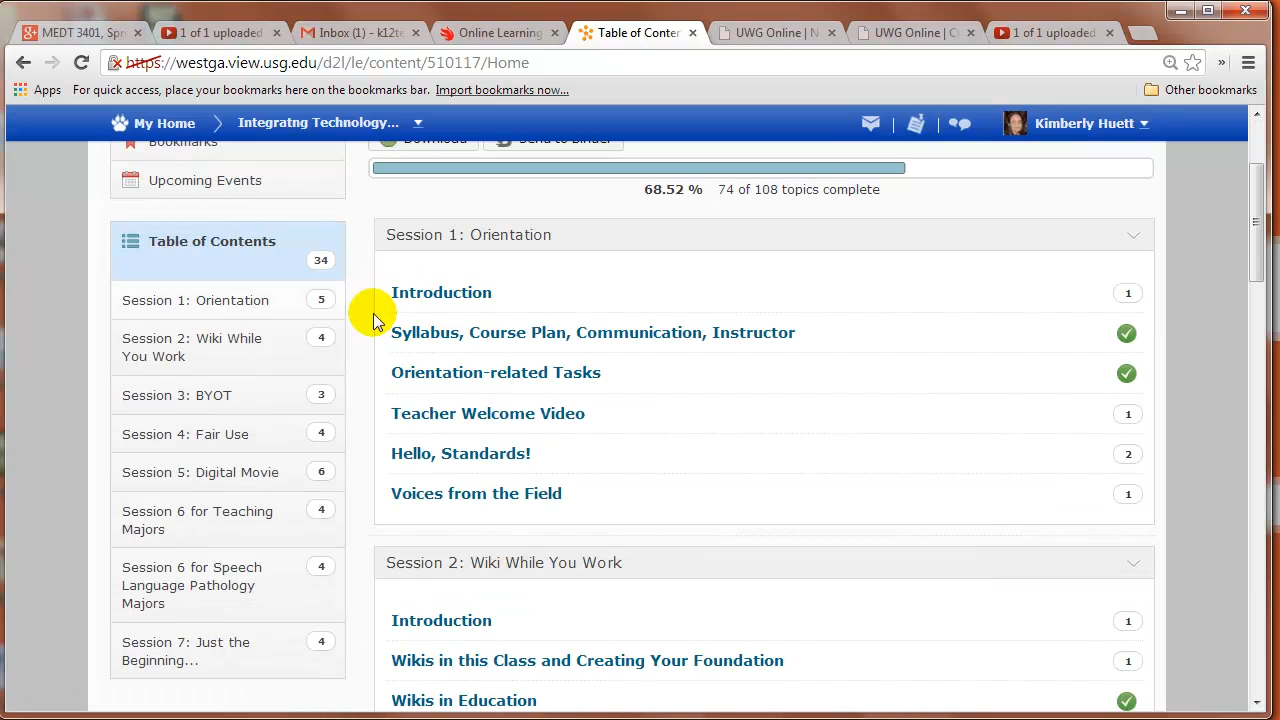 MEDT 3401, Spr
1 of 1 uploaded
Inbox (1) - k12te
Online Learning
Table of Conter
UWG Online | N
UWG Online | C
1 of 1 uploaded
https://westga.view.usg.edu/d2l/le/content/510117/Home
Apps For quick access, place your bookmarks here on the bookmarks bar. Import bookmarks now... Other bookmarks
My Home Integratng Technology... Kimberly Huett
Bookmarks
Upcoming Events
Download Send to Binder
68.52 % 74 of 108 topics complete
Table of Contents
34
Session 1: Orientation 5
Session 2: Wiki While 4
You Work
Session 3: BYOT 3
Session 4: Fair Use 4
Session 5: Digital Movie 6
Session 6 for Teaching 4
Majors
Session 6 for Speech 4
Language Pathology
Majors
Session 7: Just the 4
Beginning...
Session 1: Orientation
Introduction 1
Syllabus, Course Plan, Communication, Instructor
Orientation-related Tasks
Teacher Welcome Video 1
Hello, Standards! 2
Voices from the Field 1
Session 2: Wiki While You Work
Introduction 1
Wikis in this Class and Creating Your Foundation 1
Wikis in Education